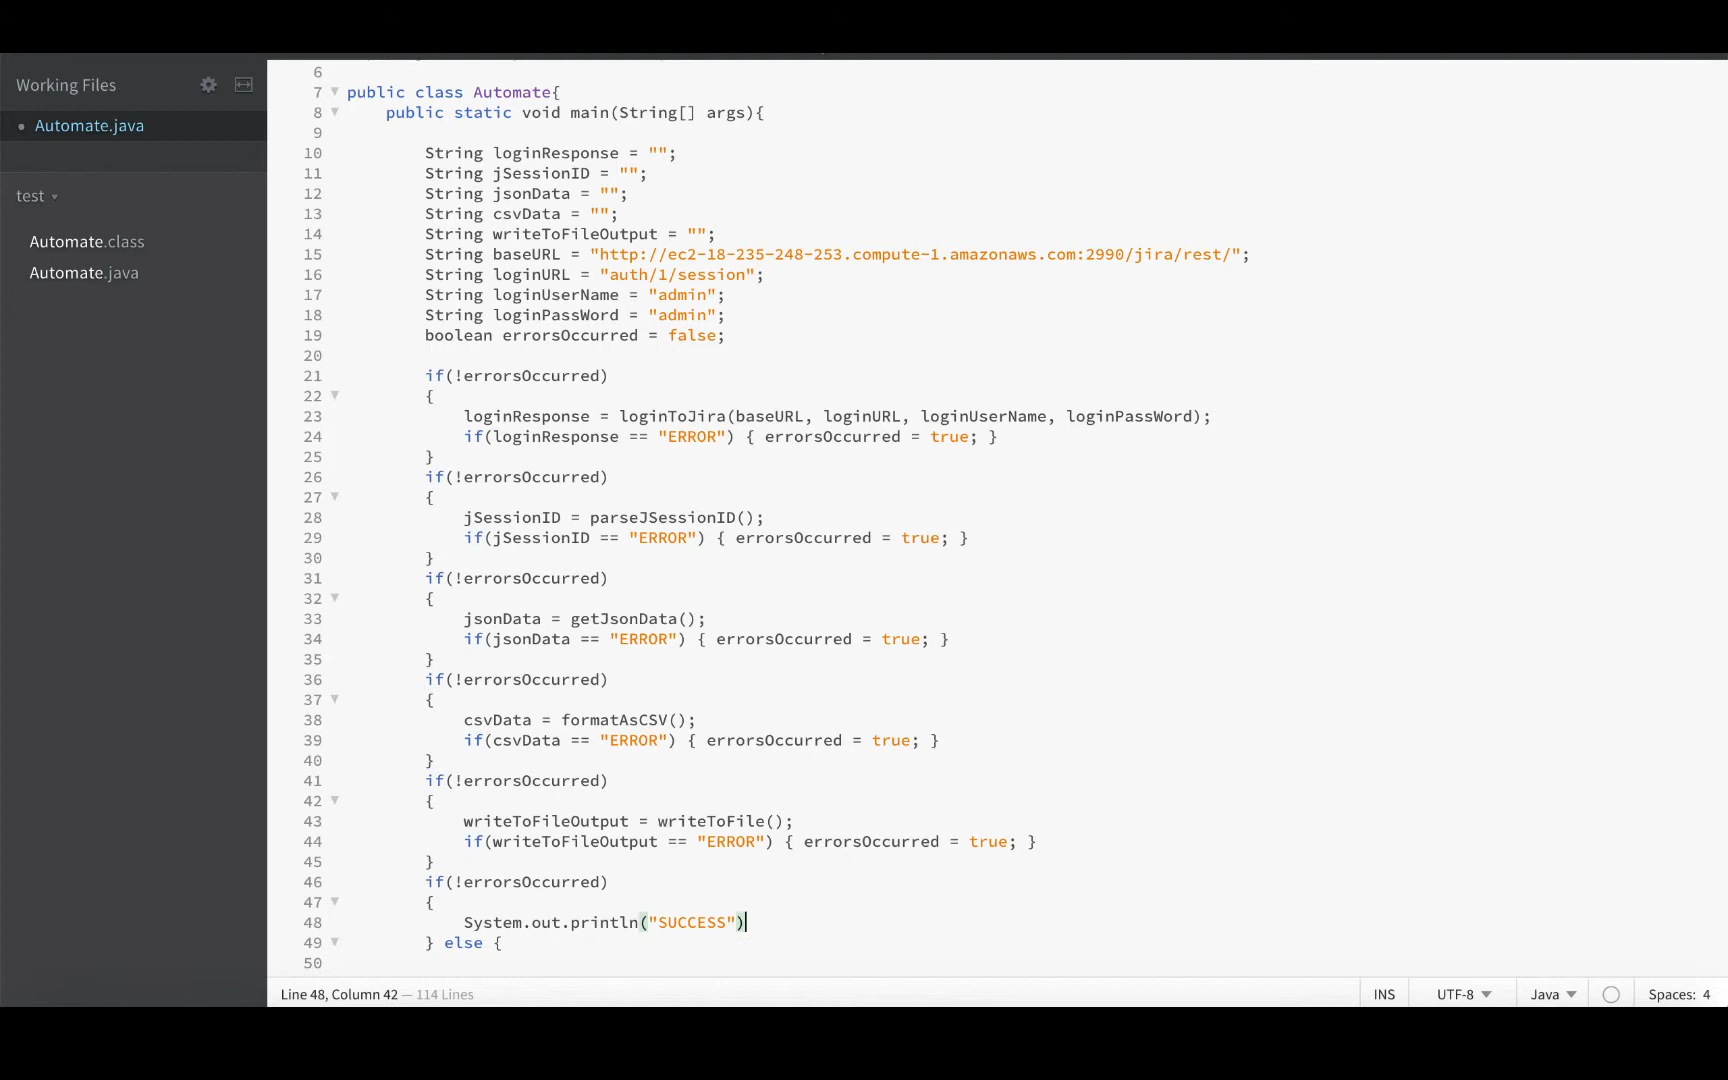 Working Files
Automate.java
test
Automate.class
Automate.java
6
7 public class Automate{
8 public static void main(String[] args){
9
10 String loginResponse = "";
11 String jSessionID = "";
12 String jsonData = "";
13 String csvData = "";
14 String writeToFileOutput = "";
15 String baseURL = "http://ec2-18-235-248-253.compute-1.amazonaws.com:2990/jira/rest/";
16 String loginURL = "auth/1/session";
17 String loginUserName = "admin";
18 String loginPassWord = "admin";
19 boolean errorsOccurred = false;
20
21 if(!errorsOccurred)
22 {
23 loginResponse = loginToJira(baseURL, loginURL, loginUserName, loginPassWord);
24 if(loginResponse == "ERROR") { errorsOccurred = true; }
25 }
26 if(!errorsOccurred)
27 {
28 jSessionID = parseJSessionID();
29 if(jSessionID == "ERROR") { errorsOccurred = true; }
30 }
31 if(!errorsOccurred)
32 {
33 jsonData = getJsonData();
34 if(jsonData == "ERROR") { errorsOccurred = true; }
35 }
36 if(!errorsOccurred)
37 {
38 csvData = formatAsCSV();
39 if(csvData == "ERROR") { errorsOccurred = true; }
40 }
41 if(!errorsOccurred)
42 {
43 writeToFileOutput = writeToFile();
44 if(writeToFileOutput == "ERROR") { errorsOccurred = true; }
45 }
46 if(!errorsOccurred)
47 {
48 System.out.println("SUCCESS")
49 } else {
50
Line 48, Column 42 — 114 Lines
INS UTF-8 Java Spaces: 4